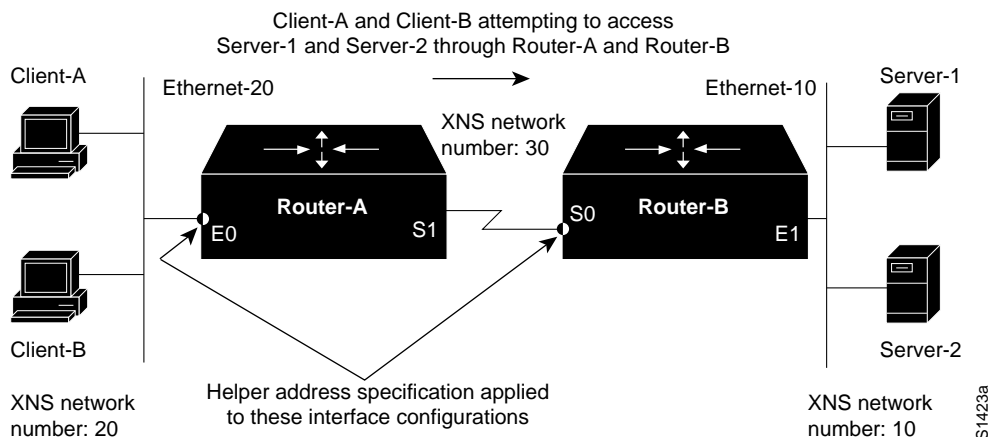 Client-A and Client-B attempting to access
Server-1 and Server-2 through Router-A and Router-B
Client-A
Ethernet-20
Ethernet-10
Server-1
XNS network
number: 30
Router-A
E0
S1
S0
Router-B
E1
Client-B
Server-2
Helper address specification applied
to these interface configurations
XNS network
number: 20
XNS network
number: 10
S1423a